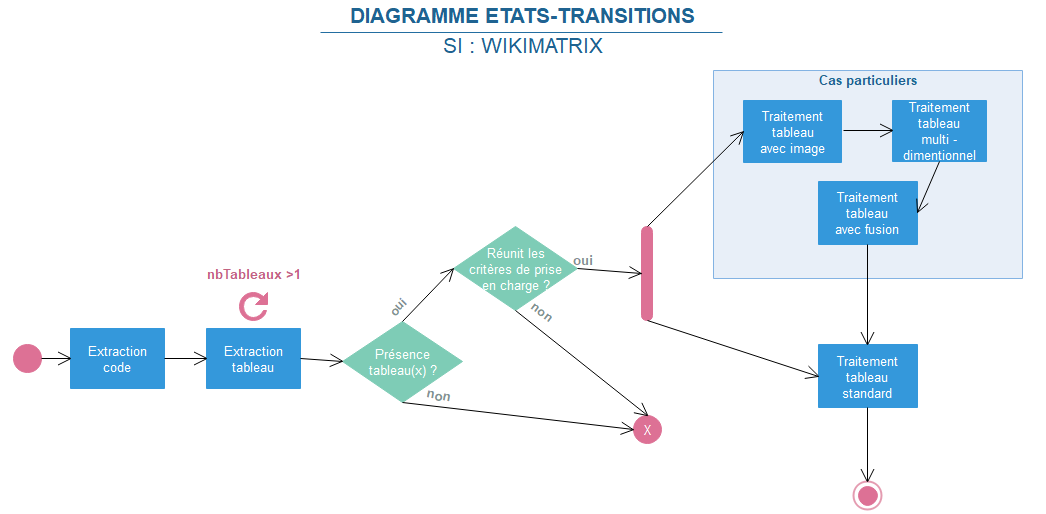 DIAGRAMME ETATS-TRANSITIONS
SI : WIKIMATRIX
Cas particuliers
Traitement
tableau
avec image
Traitement
tableau
multi -
dimentionnel
Traitement
tableau
avec fusion
Réunit les
critères de prise
en charge ?
oui
non
nbTableaux >1
Extraction
code
Extraction
tableau
oui
Présence
tableau(x) ?
non
X
Traitement
tableau
standard